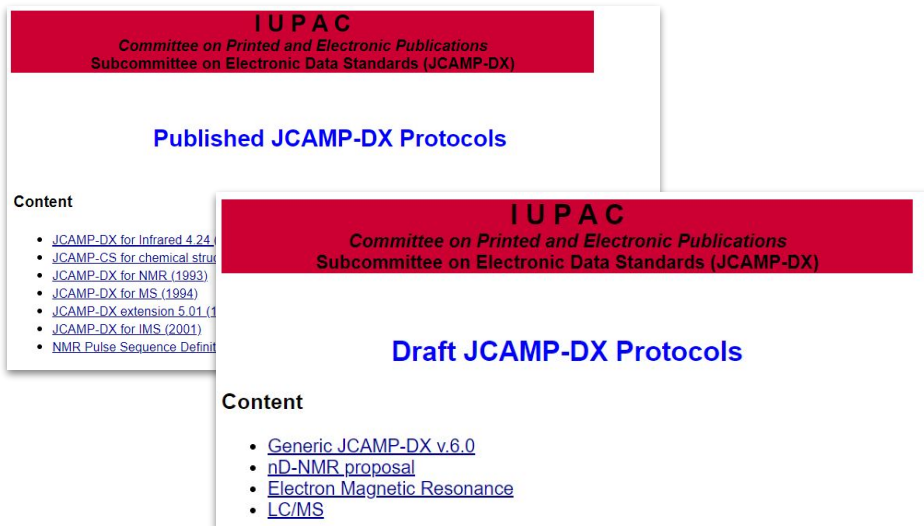 I U P A C
Committee on Printed and Electronic Publications
Subcommittee on Electronic Data Standards (JCAMP-DX)
Published JCAMP-DX Protocols
Content
JCAMP-DX for Infrared 4.24
JCAMP-CS for chemical
JCAMP-DX for NMR (1993)
JCAMP-DX for MS (1994)
JCAMP-DX extension 5.01
JCAMP-DX for IMS (2001)
NMR Pulse Sequence
I U P A C
Committee on Printed and Electronic Publications
Subcommittee on Electronic Data Standards (JCAMP-DX)
Draft JCAMP-DX Protocols
Content
Generic JCAMP-DX v.6.0
nD-NMR proposal
Electron Magnetic Resonance
LC/MS